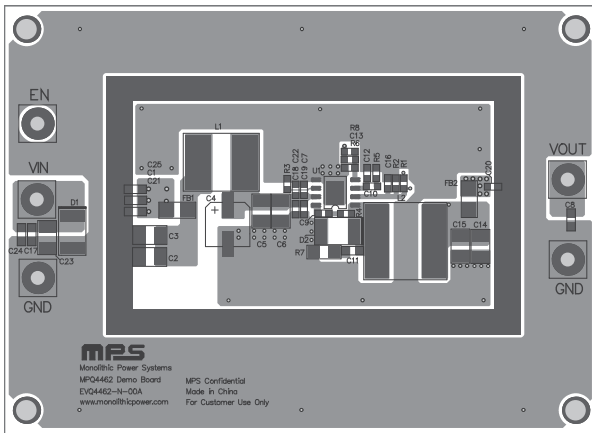 EN
VIN
D1
C24
C17
C23
GND
L1
C25
C1
C21
FB1
C4
C3
C2
C5
C6
R3
C18
C22
C19
C7
U1
R8
C13
R6
C12
R5
C10
C16
R2
R1
L2
C9
D2
R7
C11
FB2
C20
C15
C14
VOUT
C8
GND
MPS
Monolithic Power Systems
MPQ4462 Demo Board
EVQ4462-N-00A
www.monolithicpower.com
MPS Confidential
Made in China
For Customer Use Only